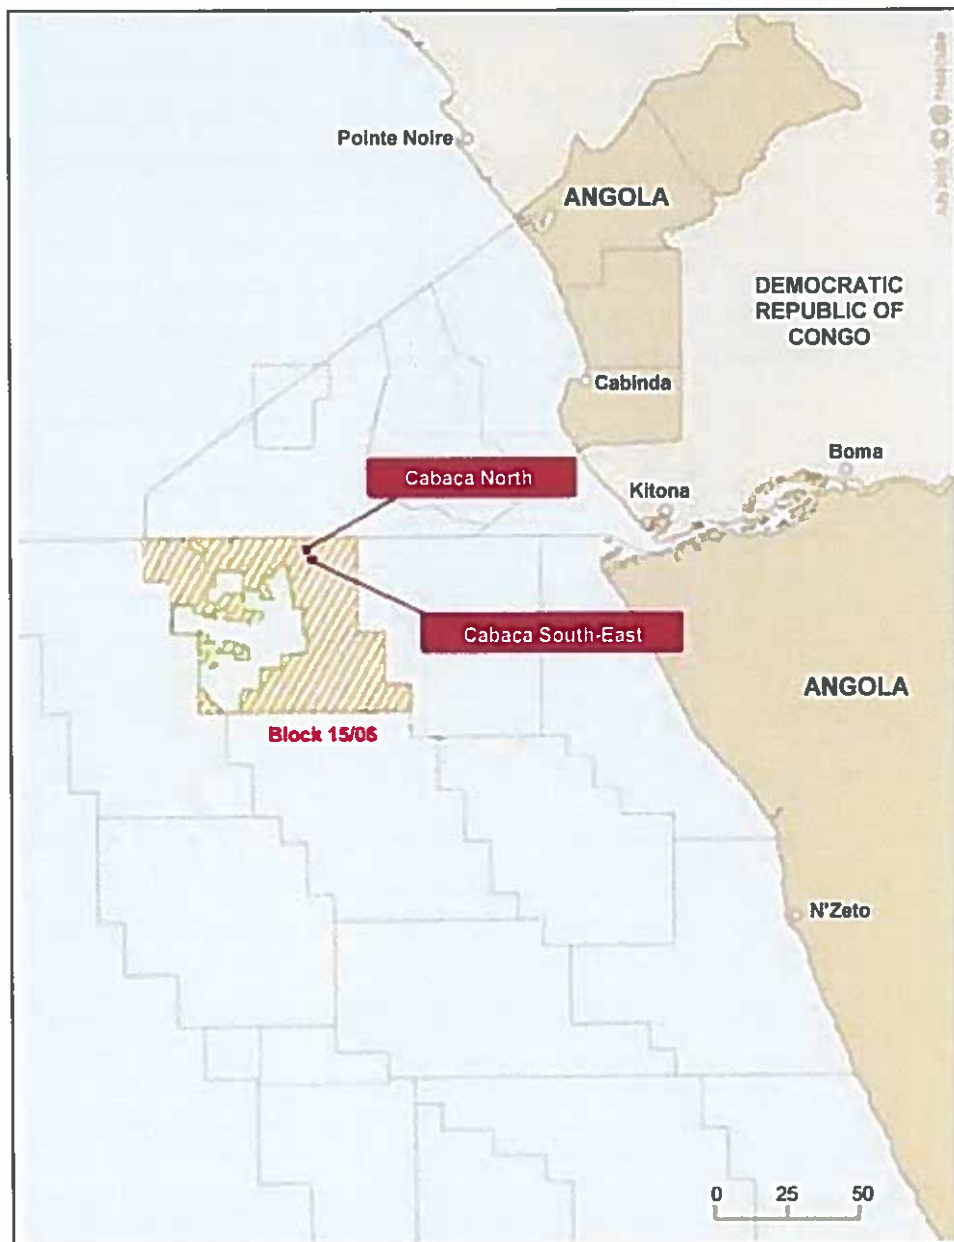 Pointe Noire
ANGOLA
DEMOCRATIC
REPUBLIC OF
CONGO
Cabinda
Cabaca North
Boma
Kitona
Cabaca South-East
ANGOLA
Block 15/06
N'Zeto
0 25 50